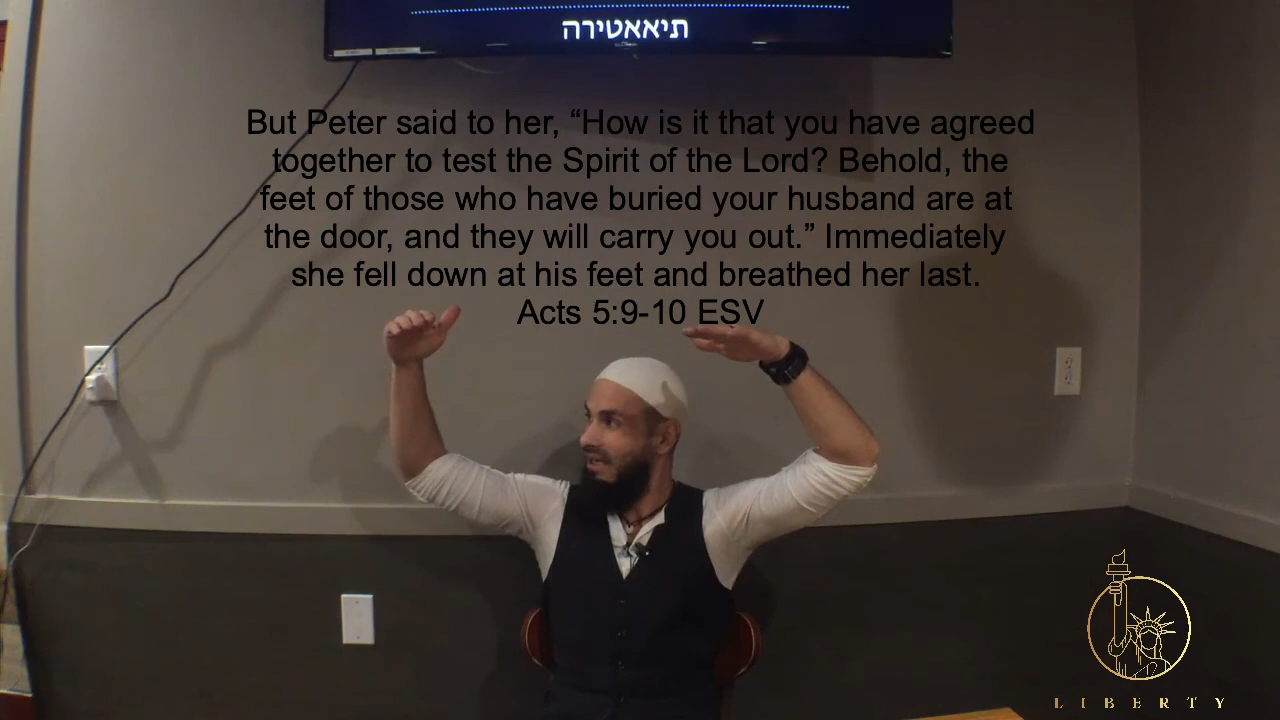 תיאאטירה
But Peter said to her, “How is it that you have agreed
together to test the Spirit of the Lord? Behold, the
feet of those who have buried your husband are at
the door, and they will carry you out.” Immediately
she fell down at his feet and breathed her last.
Acts 5:9-10 ESV
LIBERTY